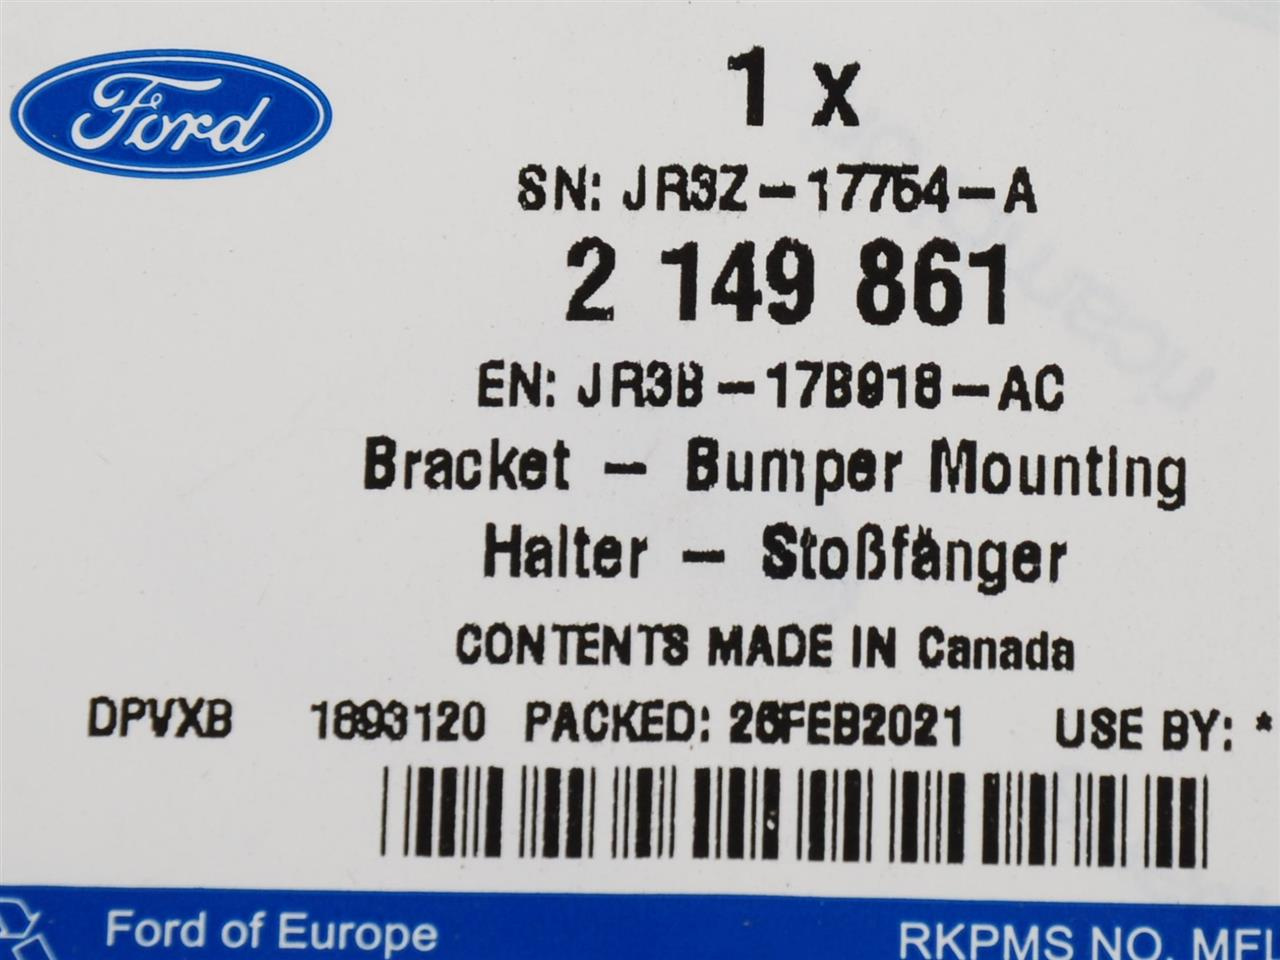 Ford
1 x
SN: JR3Z-17754-A
2 149 861
EN: JR3B-17B918-AC
Bracket - Bumper Mounting
Halter - Stoßfänger
CONTENTS MADE IN Canada
DPVXB 1893120 PACKED: 26FEB2021 USE BY: *
Ford of Europe
RKPMS NO. MFL